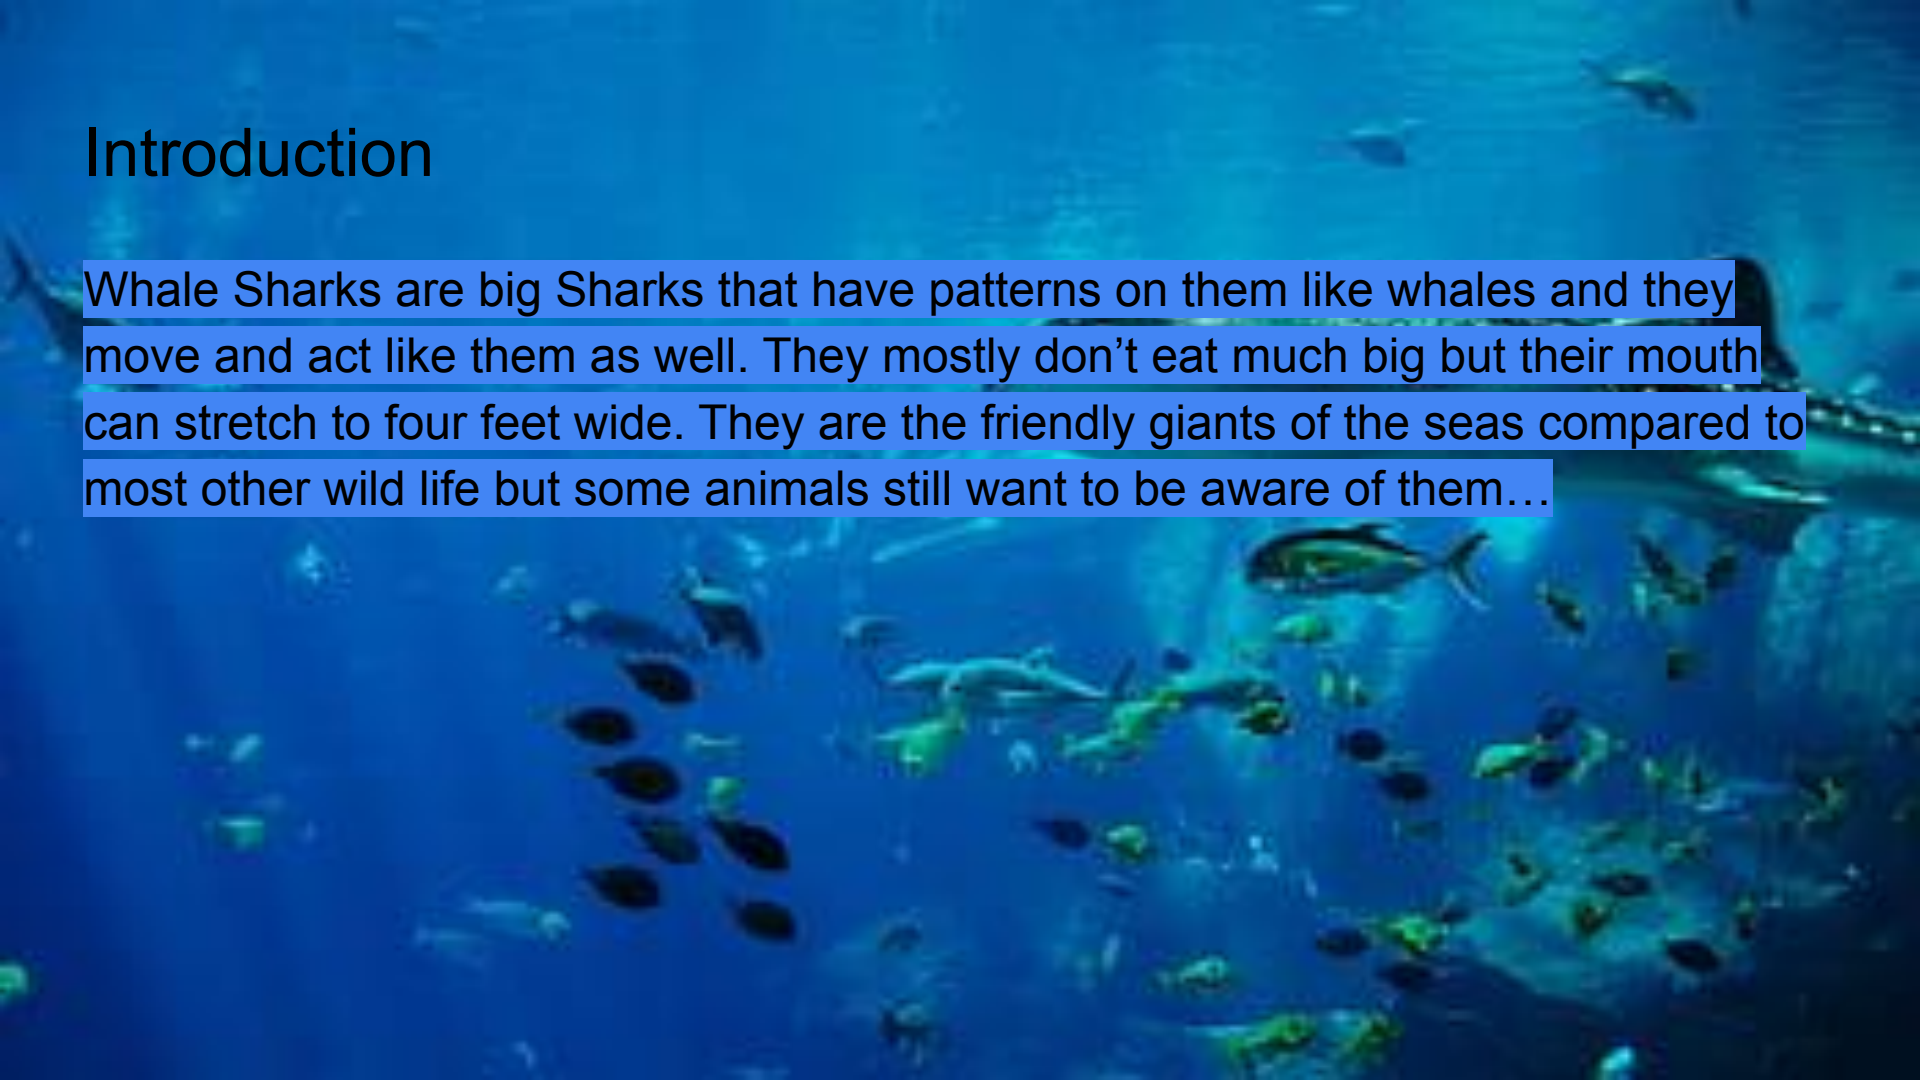 Introduction
Whale Sharks are big Sharks that have patterns on them like whales and they
move and act like them as well. They mostly don’t eat much big but their mouth
can stretch to four feet wide. They are the friendly giants of the seas compared to
most other wild life but some animals still want to be aware of them…